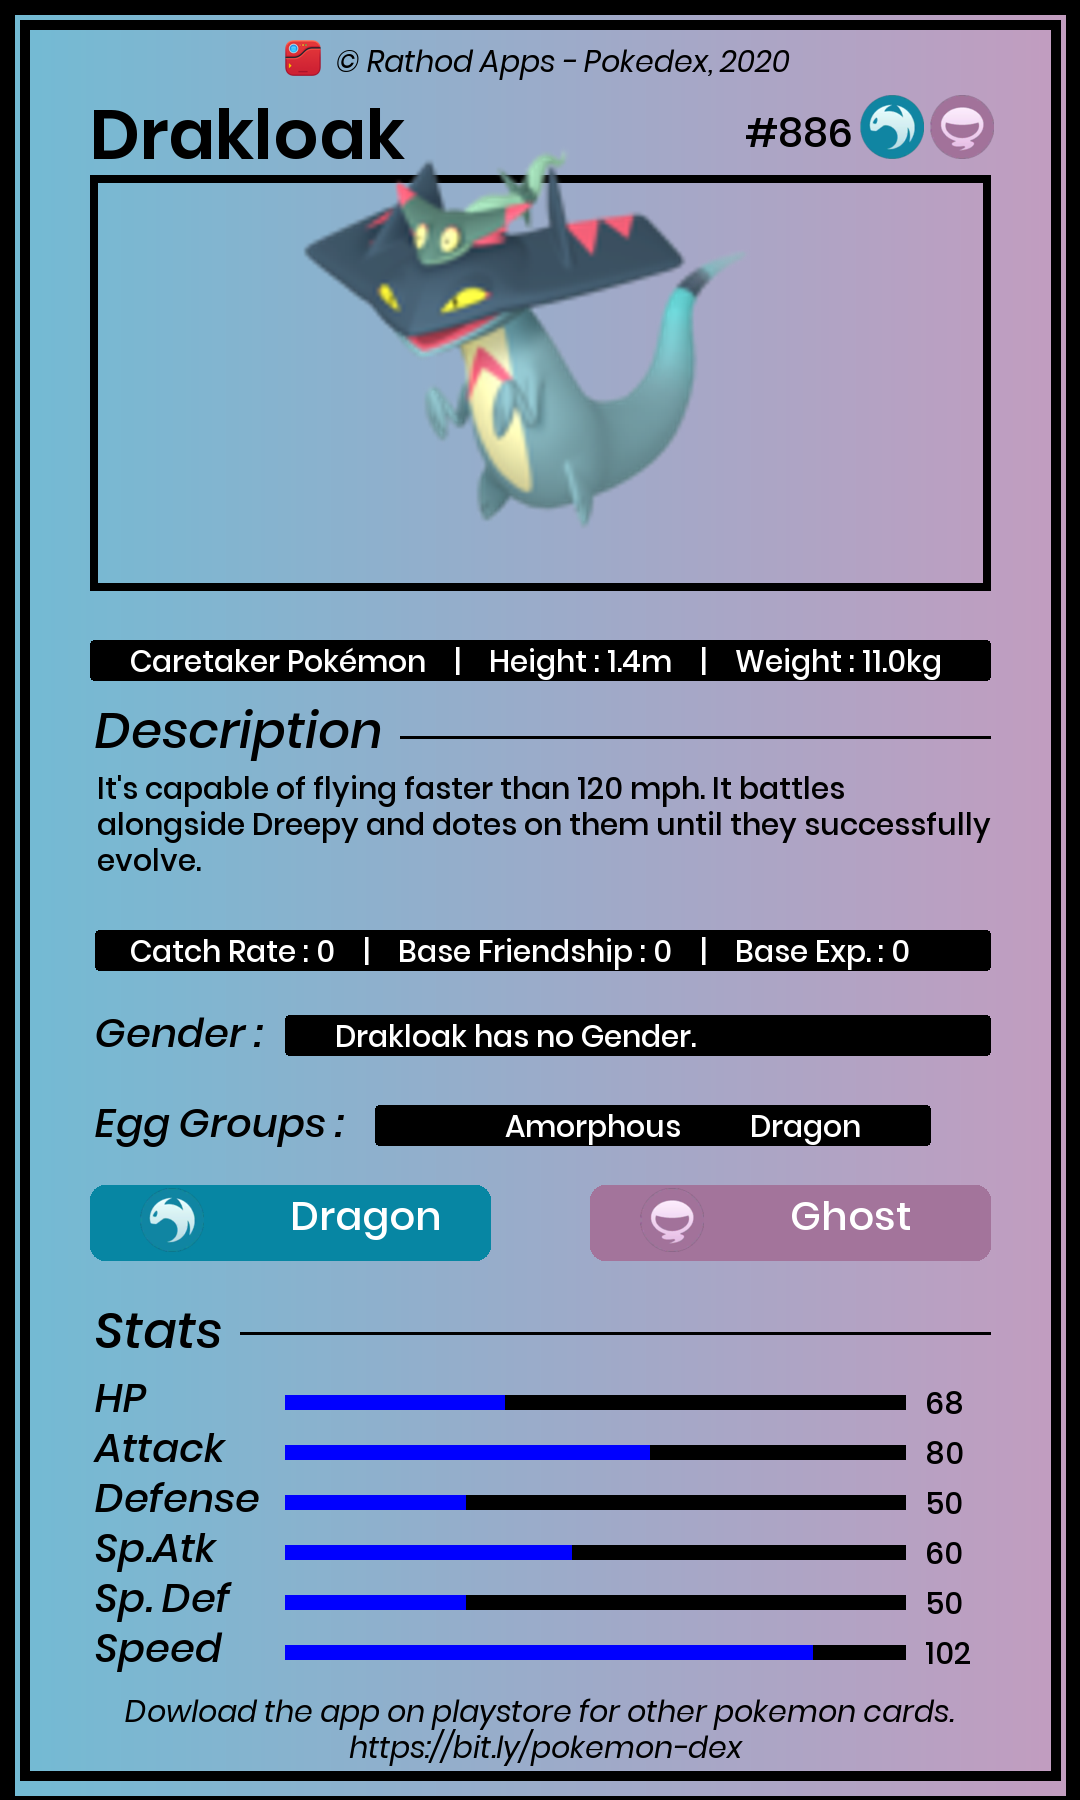 © Rathod Apps - Pokedex, 2020
Drakloak #886
Caretaker Pokémon | Height : 1.4m | Weight : 11.0kg
Description
It's capable of flying faster than 120 mph. It battles
alongside Dreepy and dotes on them until they successfully
evolve.
Catch Rate : 0 | Base Friendship : 0 | Base Exp. : 0
Gender : Drakloak has no Gender.
Egg Groups : Amorphous Dragon
Dragon Ghost
Stats
HP 68
Attack 80
Defense 50
Sp.Atk 60
Sp. Def 50
Speed 102
Dowload the app on playstore for other pokemon cards.
https://bit.ly/pokemon-dex